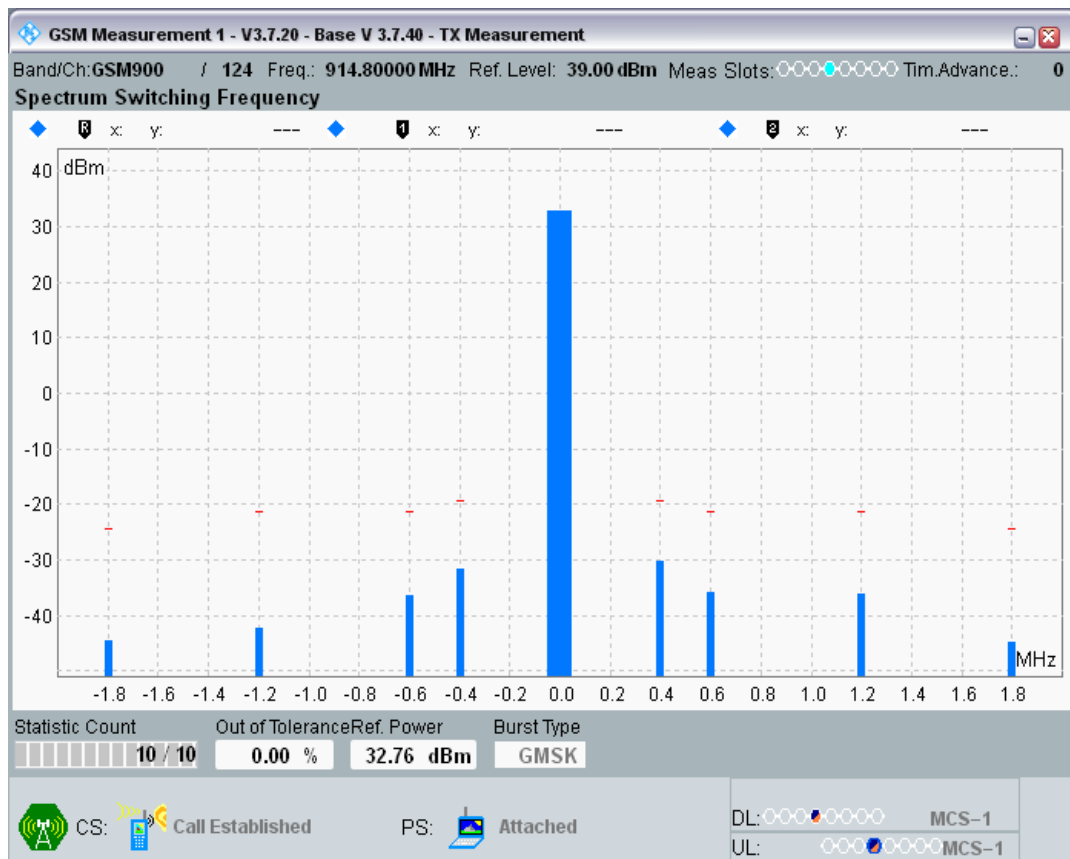 GSM Measurement 1 - V3.7.20 - Base V 3.7.40 - TX Measurement
Band/Ch:GSM900 / 124 Freq.: 914.80000 MHz Ref. Level: 39.00 dBm Meas Slots: Tim.Advance.: 0
Spectrum Switching Frequency
R x: y: --- 1 x: y: --- 2 x: y: ---
dBm
40
30
20
10
0
-10
-20
-30
-40
MHz
-1.8 -1.6 -1.4 -1.2 -1.0 -0.8 -0.6 -0.4 -0.2 0.0 0.2 0.4 0.6 0.8 1.0 1.2 1.4 1.6 1.8
Statistic Count Out of Tolerance Ref. Power Burst Type
10 / 10 0.00 % 32.76 dBm GMSK
CS: Call Established PS: Attached
DL: MCS-1
UL: MCS-1